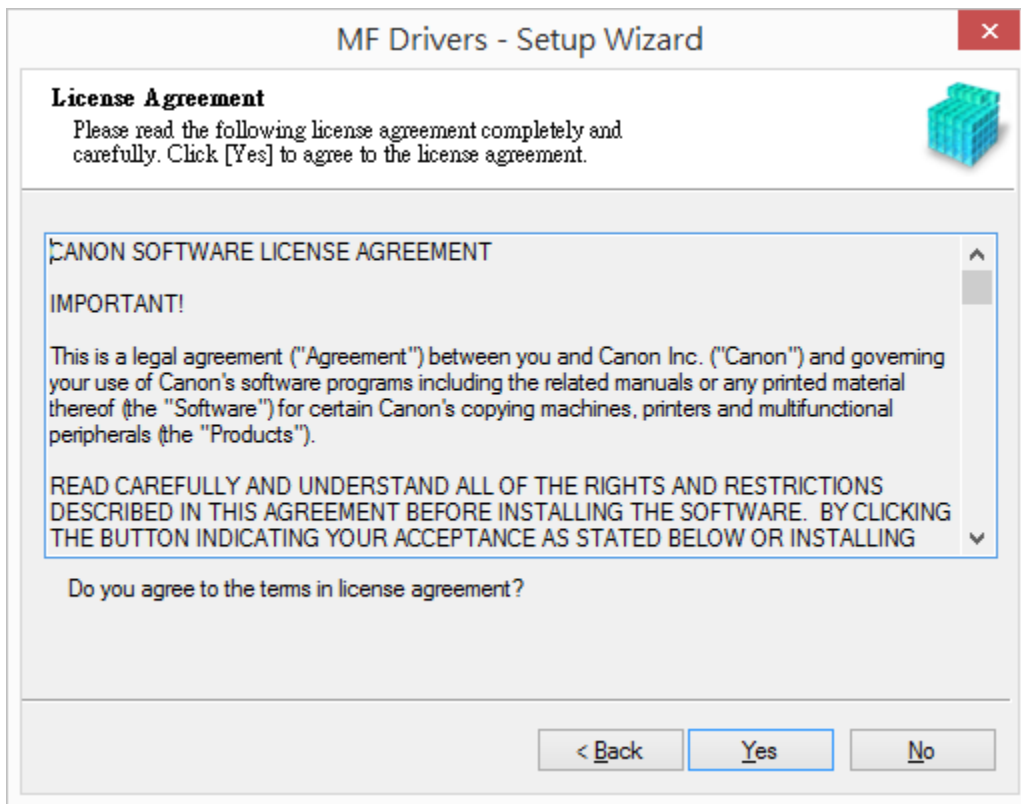 MF Drivers - Setup Wizard
License Agreement
Please read the following license agreement completely and
carefully. Click [Yes] to agree to the license agreement.
CANON SOFTWARE LICENSE AGREEMENT
IMPORTANT!
This is a legal agreement ("Agreement") between you and Canon Inc. ("Canon") and governing
your use of Canon's software programs including the related manuals or any printed material
thereof (the "Software") for certain Canon's copying machines, printers and multifunctional
peripherals (the "Products").
READ CAREFULLY AND UNDERSTAND ALL OF THE RIGHTS AND RESTRICTIONS
DESCRIBED IN THIS AGREEMENT BEFORE INSTALLING THE SOFTWARE.  BY CLICKING
THE BUTTON INDICATING YOUR ACCEPTANCE AS STATED BELOW OR INSTALLING
Do you agree to the terms in license agreement?
< Back
Yes
No